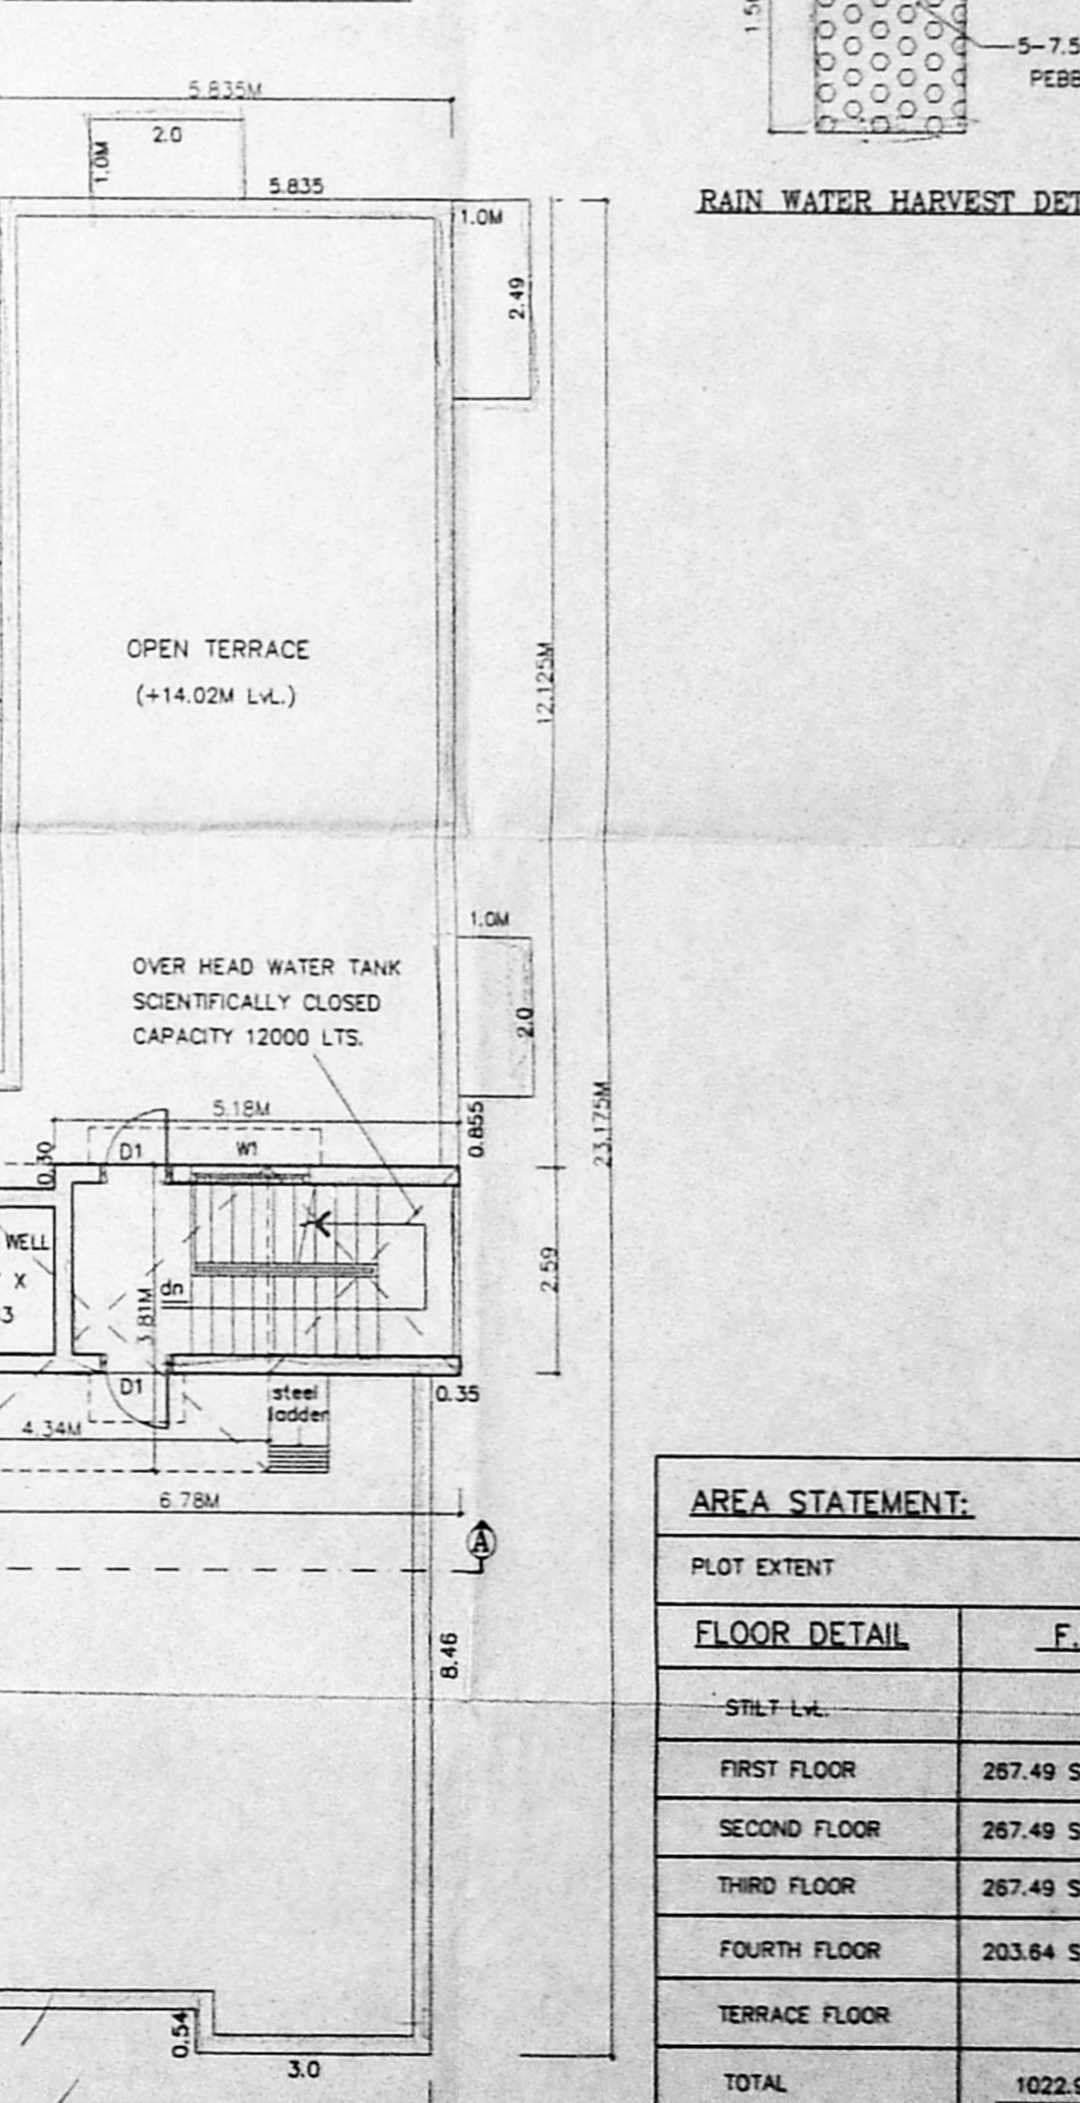 1.5
5-7.5
PEBB
5.835M
2.0
1.0M
5.835
RAIN WATER HARVEST DET
1.0M
2.49
OPEN TERRACE
(+14.02M LvL.)
12.125M
1.0M
OVER HEAD WATER TANK
SCIENTIFICALLY CLOSED
CAPACITY 12000 LTS.
2.0
5.18M
0.855
23.175M
D1
W1
0.30
WELL
X
3
dn
3.81M
2.59
D1
steel
ladder
0.35
4.34M
6.78M
A
AREA STATEMENT:
PLOT EXTENT
FLOOR DETAIL F.
8.46
STILT LvL.
FIRST FLOOR 267.49 S
SECOND FLOOR 267.49 S
THIRD FLOOR 267.49 S
FOURTH FLOOR 203.64 S
TERRACE FLOOR
0.54
3.0
TOTAL 1022.9